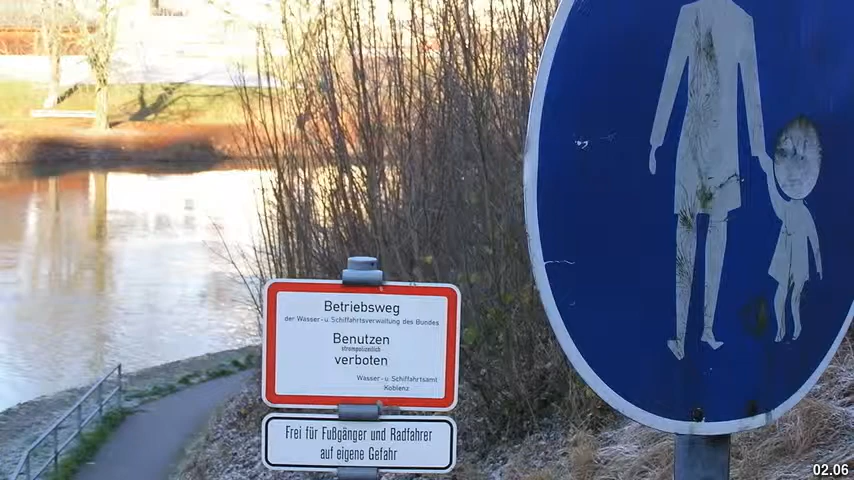 Betriebsweg
der Wasser- u. Schiffahrtsverwaltung des Bundes
Benutzen
strompolizeilich
verboten
Wasser- u. Schiffahrtsamt
Koblenz
Frei für Fußgänger und Radfahrer
auf eigene Gefahr
02.06